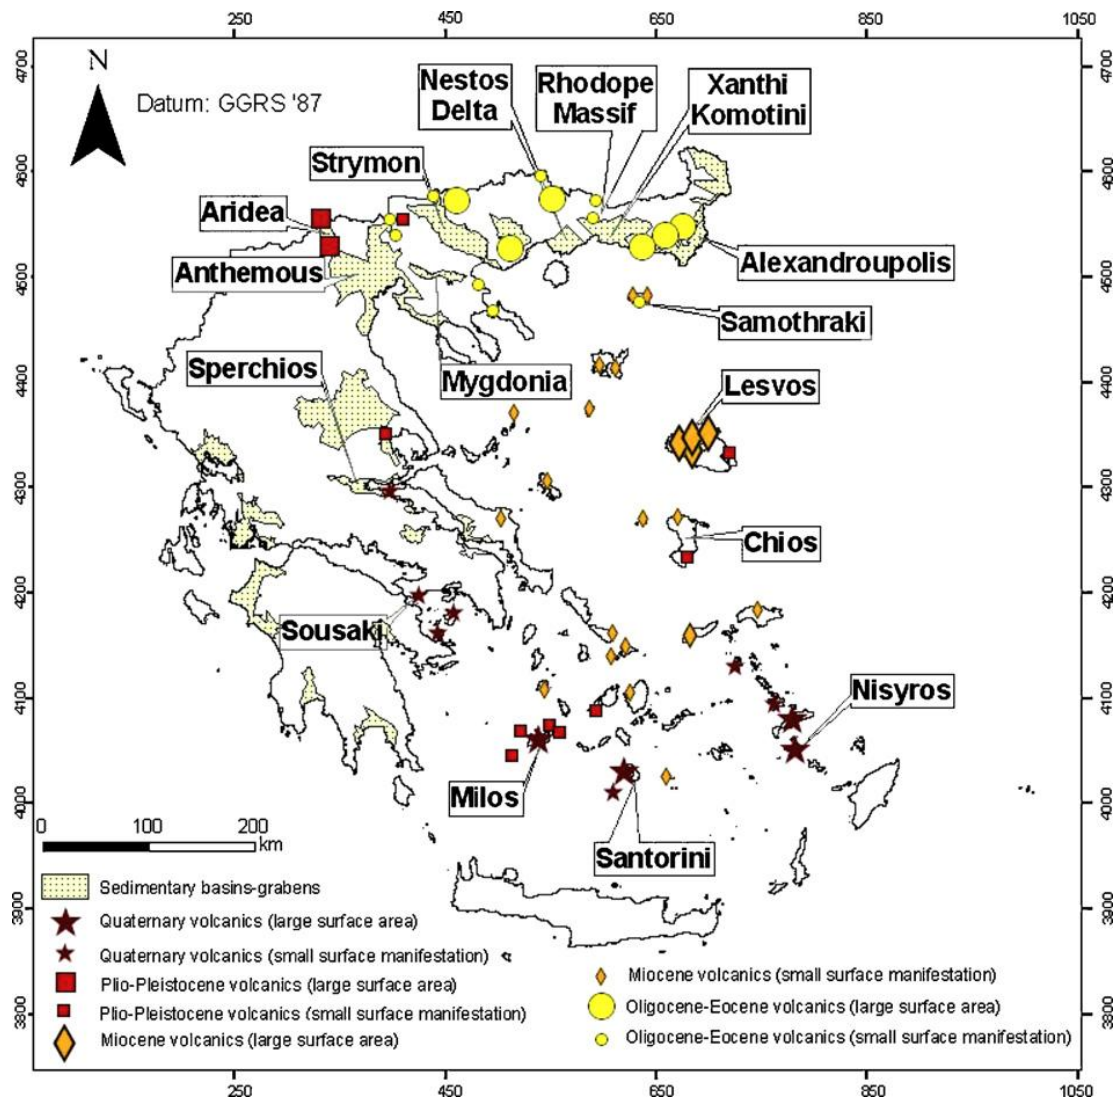 250 450 650 850 1050
4700 4700
N
Datum: GGRS '87
Nestos
Delta
Rhodope
Massif
Xanthi
Komotini
Strymon
4600 4600
Aridea
Anthemous
Alexandroupolis
4500 4500
Samothraki
Sperchios
Mygdonia
4400 4400
Lesvos
4300 4300
Chios
4200 4200
Sousaki
Nisyros
4100 4100
Milos
4000 4000
0 100 200
km
Santorini
3900 3900
Sedimentary basins-grabens
Quaternary volcanics (large surface area)
Quaternary volcanics (small surface manifestation)
Plio-Pleistocene volcanics (large surface area)
Plio-Pleistocene volcanics (small surface manifestation)
Miocene volcanics (large surface area)
Miocene volcanics (small surface manifestation)
Oligocene-Eocene volcanics (large surface area)
Oligocene-Eocene volcanics (small surface manifestation)
3800 3800
250 450 650 850 1050